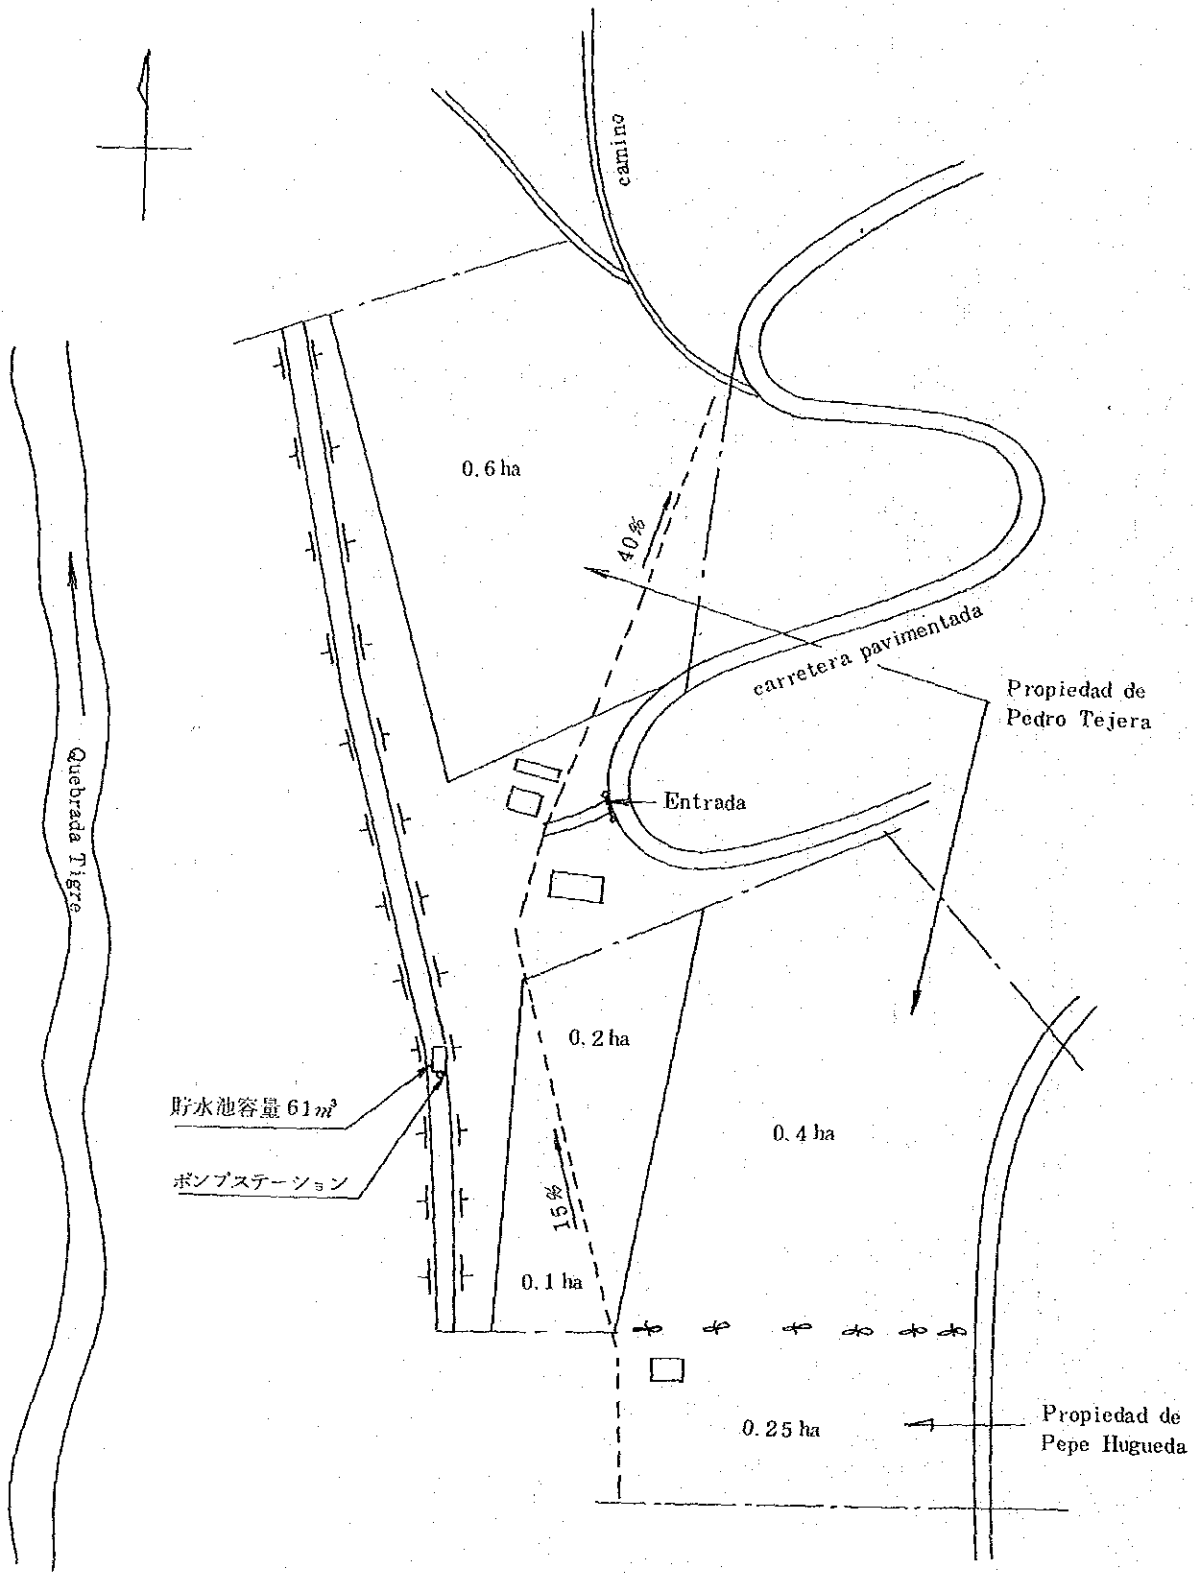 camino
0.6 ha
40%
carretera pavimentada
Propiedad de
Pedro Tejera
Quebrada Tigre
Entrada
0.2 ha
貯水池容量 61㎥
0.4 ha
ポンプステーション
15%
0.1 ha
0.25 ha
Propiedad de
Pepe Hugueda